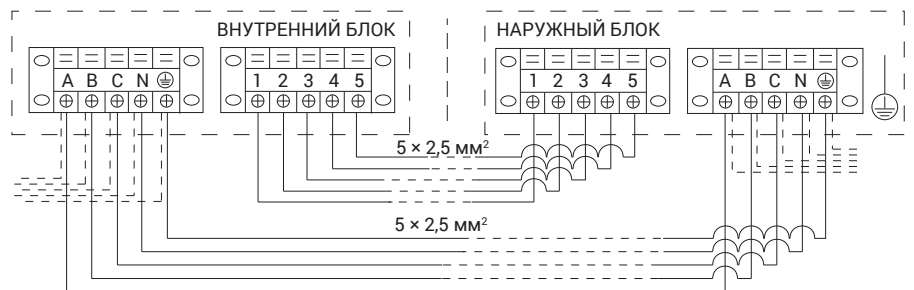 ВНУТРЕННИЙ БЛОК
НАРУЖНЫЙ БЛОК
A B C N
1 2 3 4 5
1 2 3 4 5
A B C N
5 × 2,5 мм²
5 × 2,5 мм²